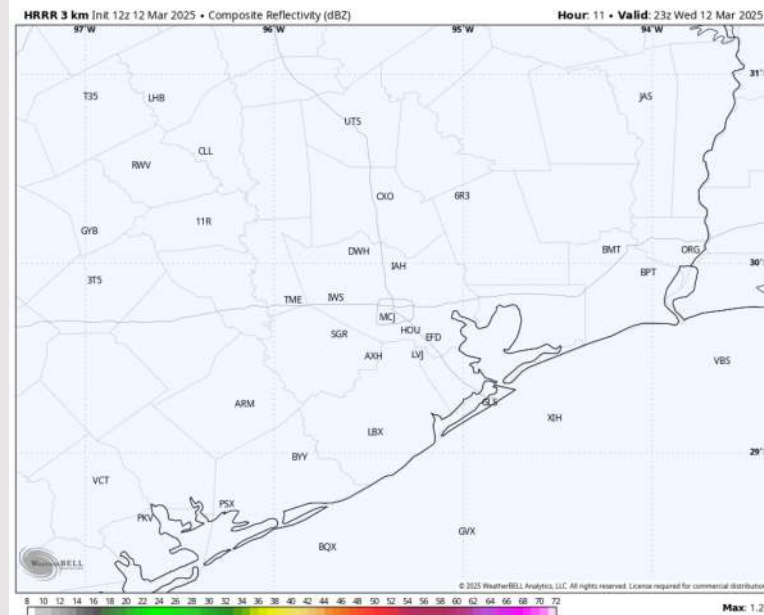 HRRR 3 km Init 12z 12 Mar 2025 • Composite Reflectivity (dBZ) Hour: 11 • Valid: 23z Wed 12 Mar 2025
97°W 96°W 95°W 94°W
31°
T35 LHB JAS
UTS
CLL
RWV
CXO 6R3
11R
GYB
DWH BMT ORG
30°
IAH
BPT
3T5
TME IWS
MCJ
SGR HOU EFD
AXH LVJ
VBS
ARM GLS
XIH
LBX
29°
BYY
VCT
PSX
PKV
GVX
BQX
WeatherBELL
© 2025 WeatherBELL Analytics, LLC. All rights reserved. License required for commercial distribution
8 10 12 14 16 18 20 22 24 26 28 30 32 34 36 38 40 42 44 46 48 50 52 54 56 58 60 62 64 66 68 70 72
Max: 1.2